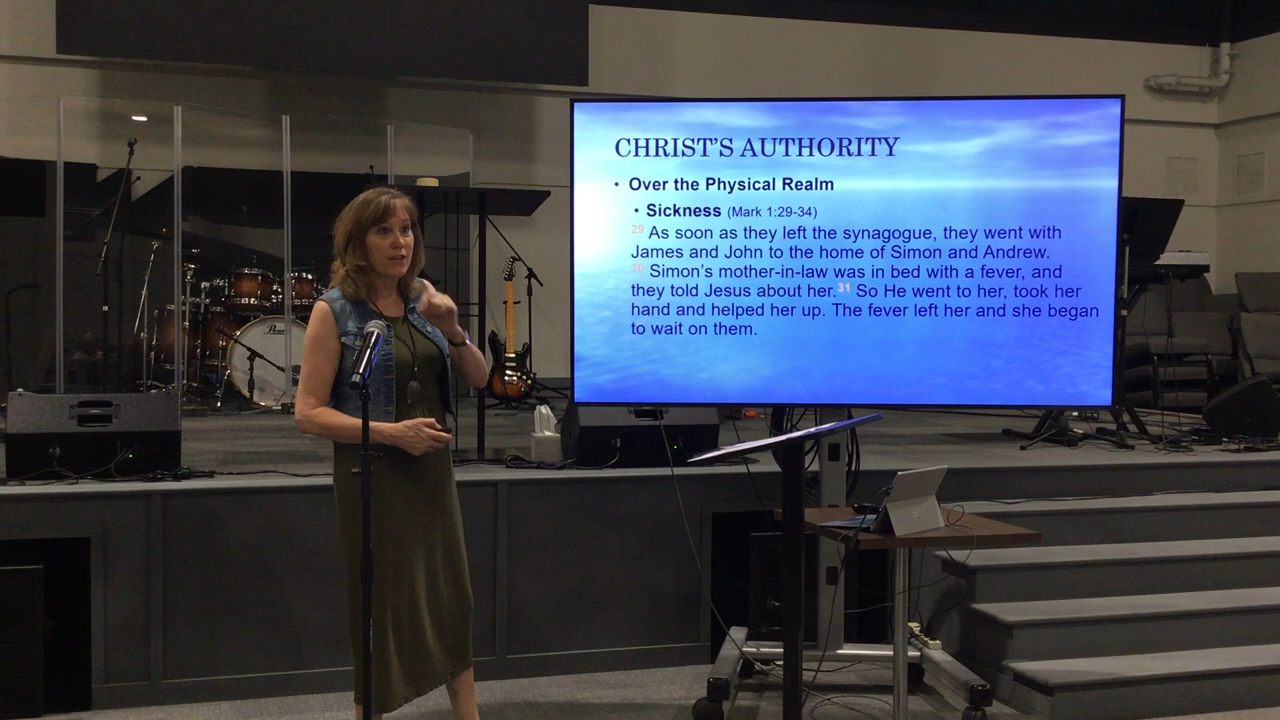 CHRIST'S AUTHORITY
• Over the Physical Realm
• Sickness (Mark 1:29-34)
29 As soon as they left the synagogue, they went with
James and John to the home of Simon and Andrew.
30 Simon's mother-in-law was in bed with a fever, and
they told Jesus about her.31 So He went to her, took her
hand and helped her up. The fever left her and she began
to wait on them.
Pearl